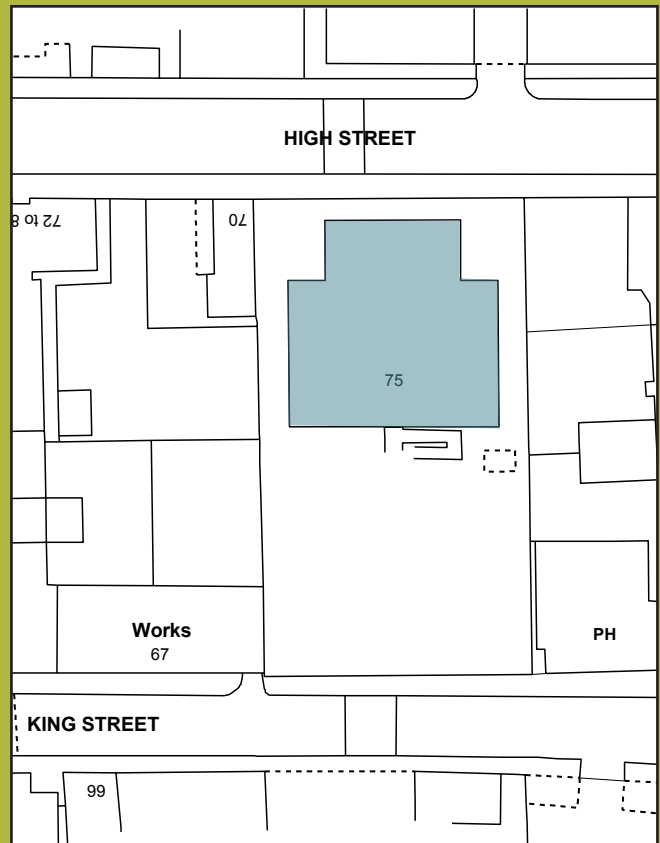 HIGH STREET
72 to 8
70
75
Works
67
PH
KING STREET
99